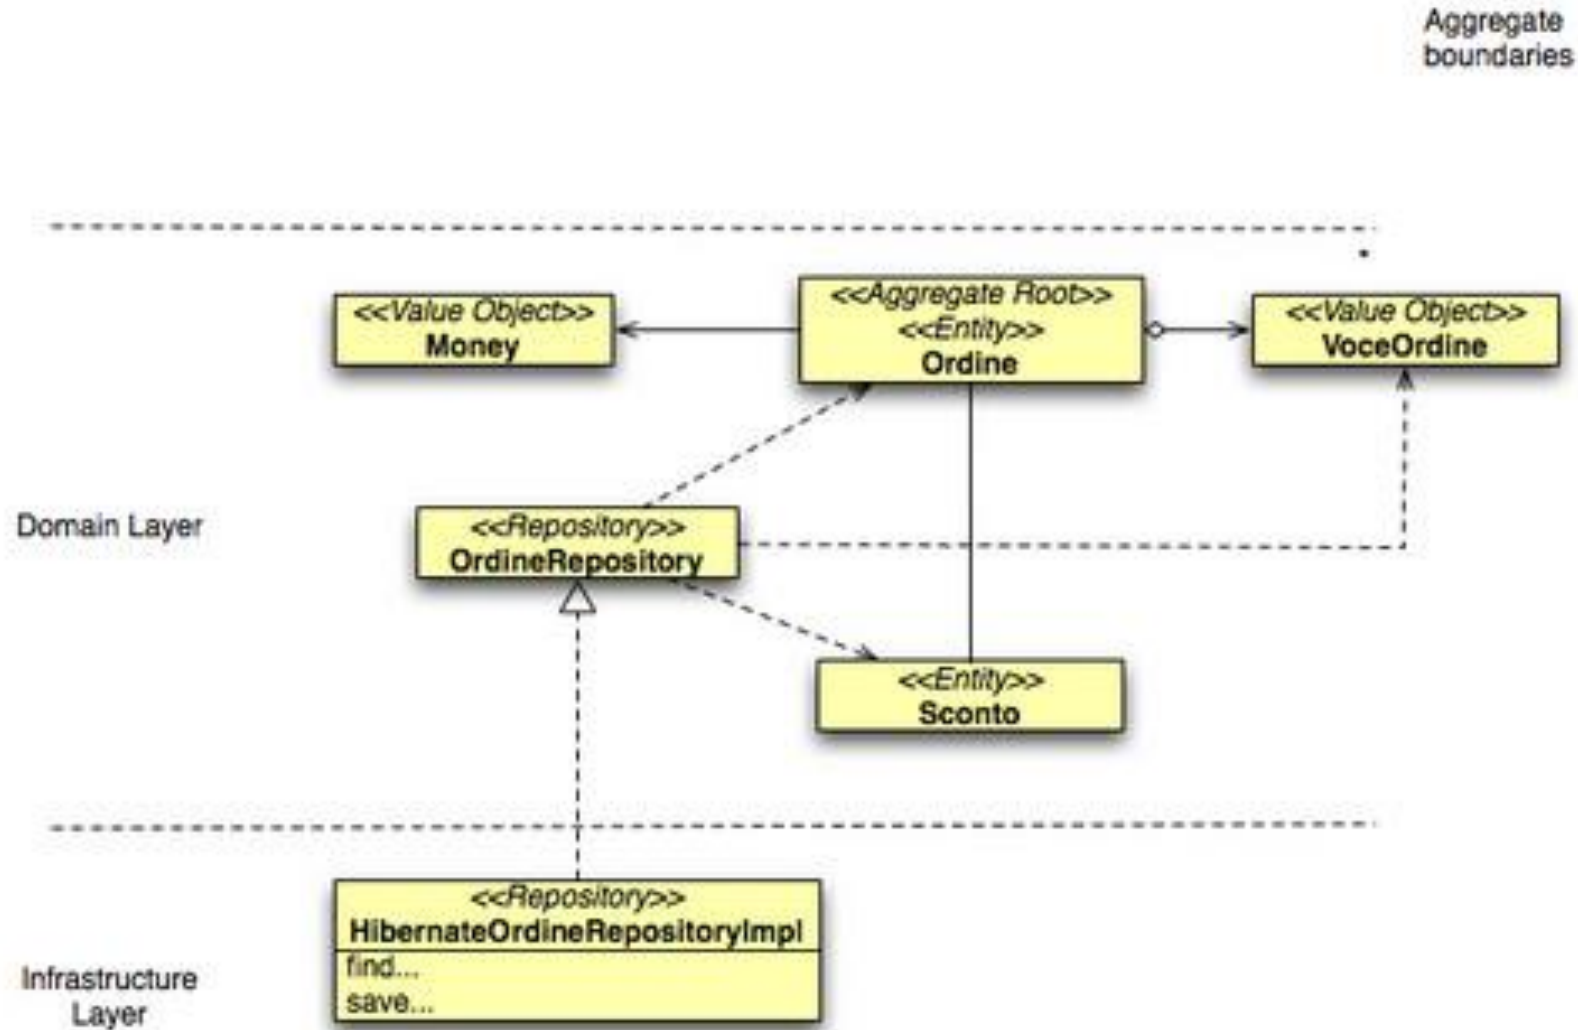 Aggregate
boundaries
<<Value Object>>
Money
<<Aggregate Root>>
<<Entity>>
Ordine
<<Value Object>>
VoceOrdine
Domain Layer
<<Repository>>
OrdineRepository
<<Entity>>
Sconto
<<Repository>>
HibernateOrdineRepositoryImpl
find...
save...
Infrastructure
Layer